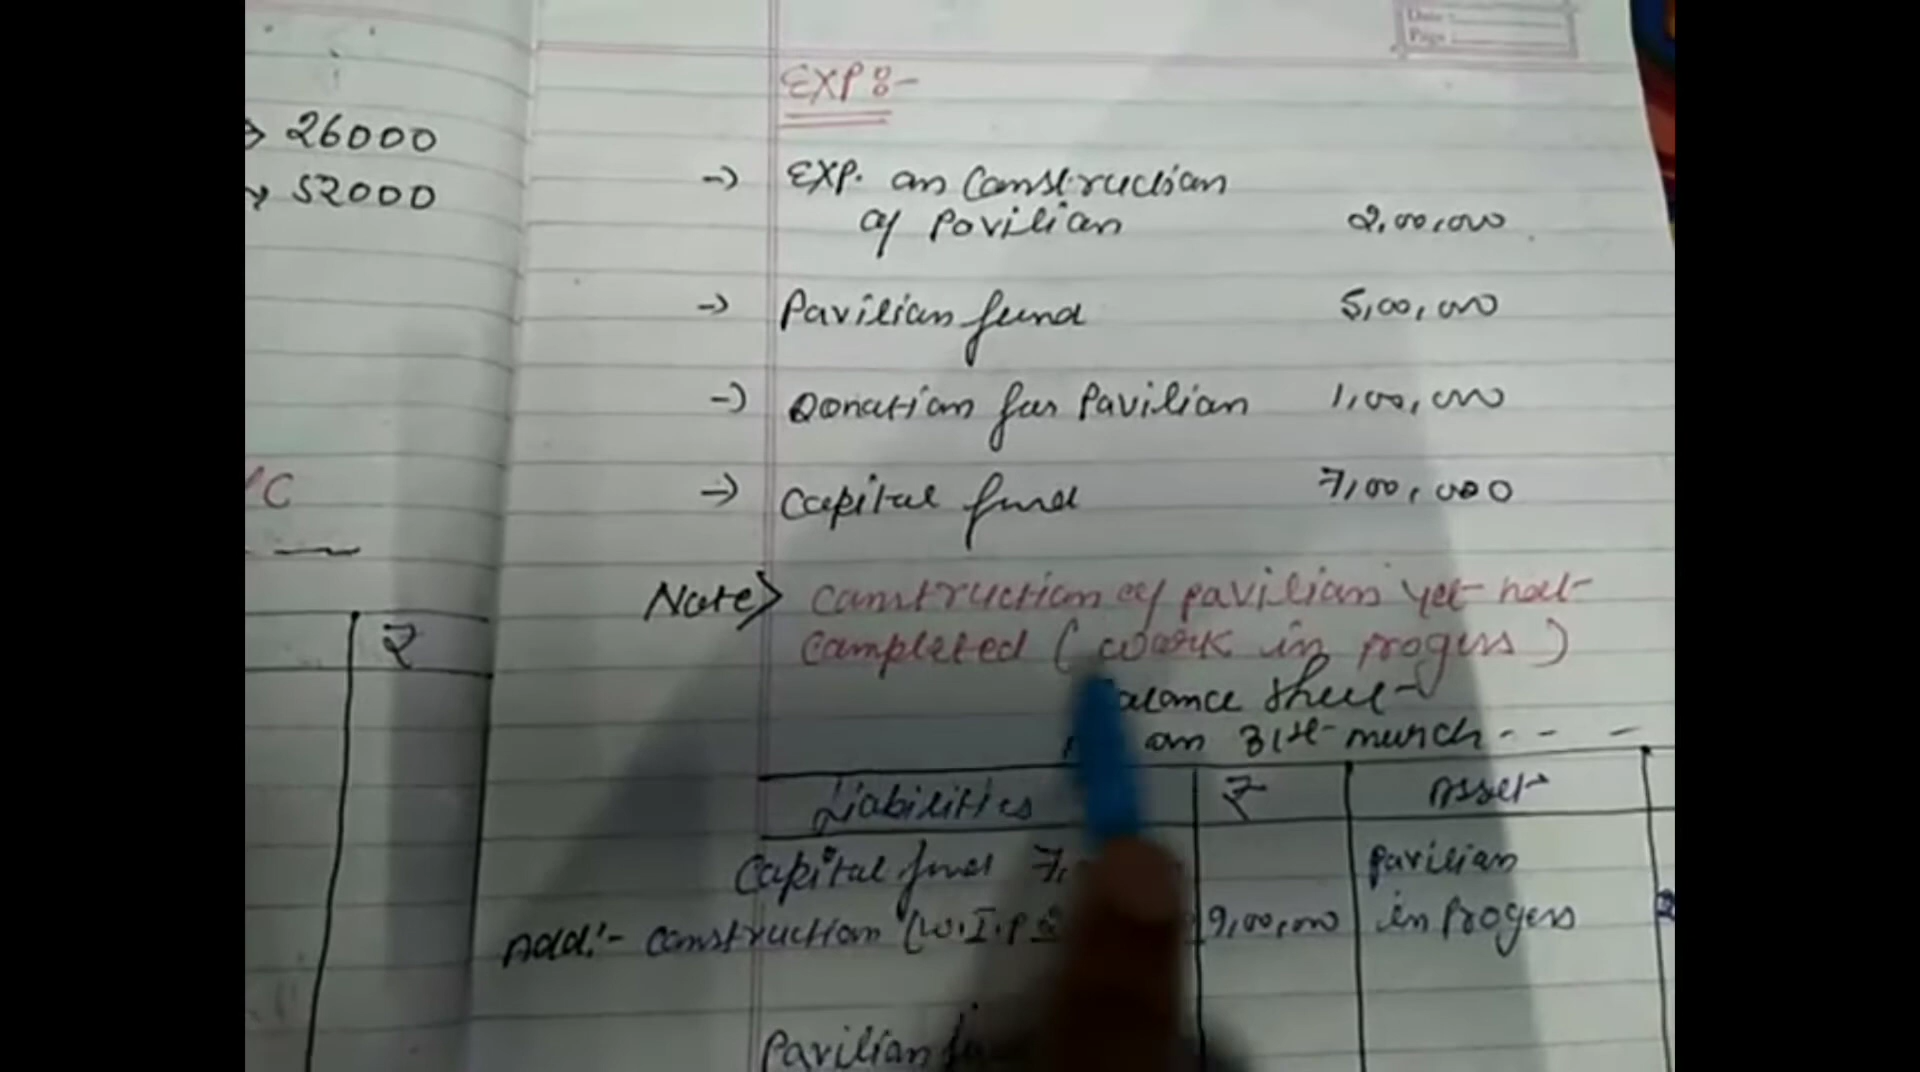 Date:
Page
EXP:-
26000
52000
-> EXP. on Construction
of Pavilian 2,00,000
-> Pavilian fund 5,00,000
-> Donation for Pavilian 1,00,000
-> Capital fund 7,00,000
Note> Construction of pavilian yet not
Completed (work in progess)
alance sheet
on 31st march - - -
₹
Liabilities ₹ Asset
Capital fund 7, Pavilian
Add:- Construction (W.I.P 9,00,000 in Progess
Pavilian